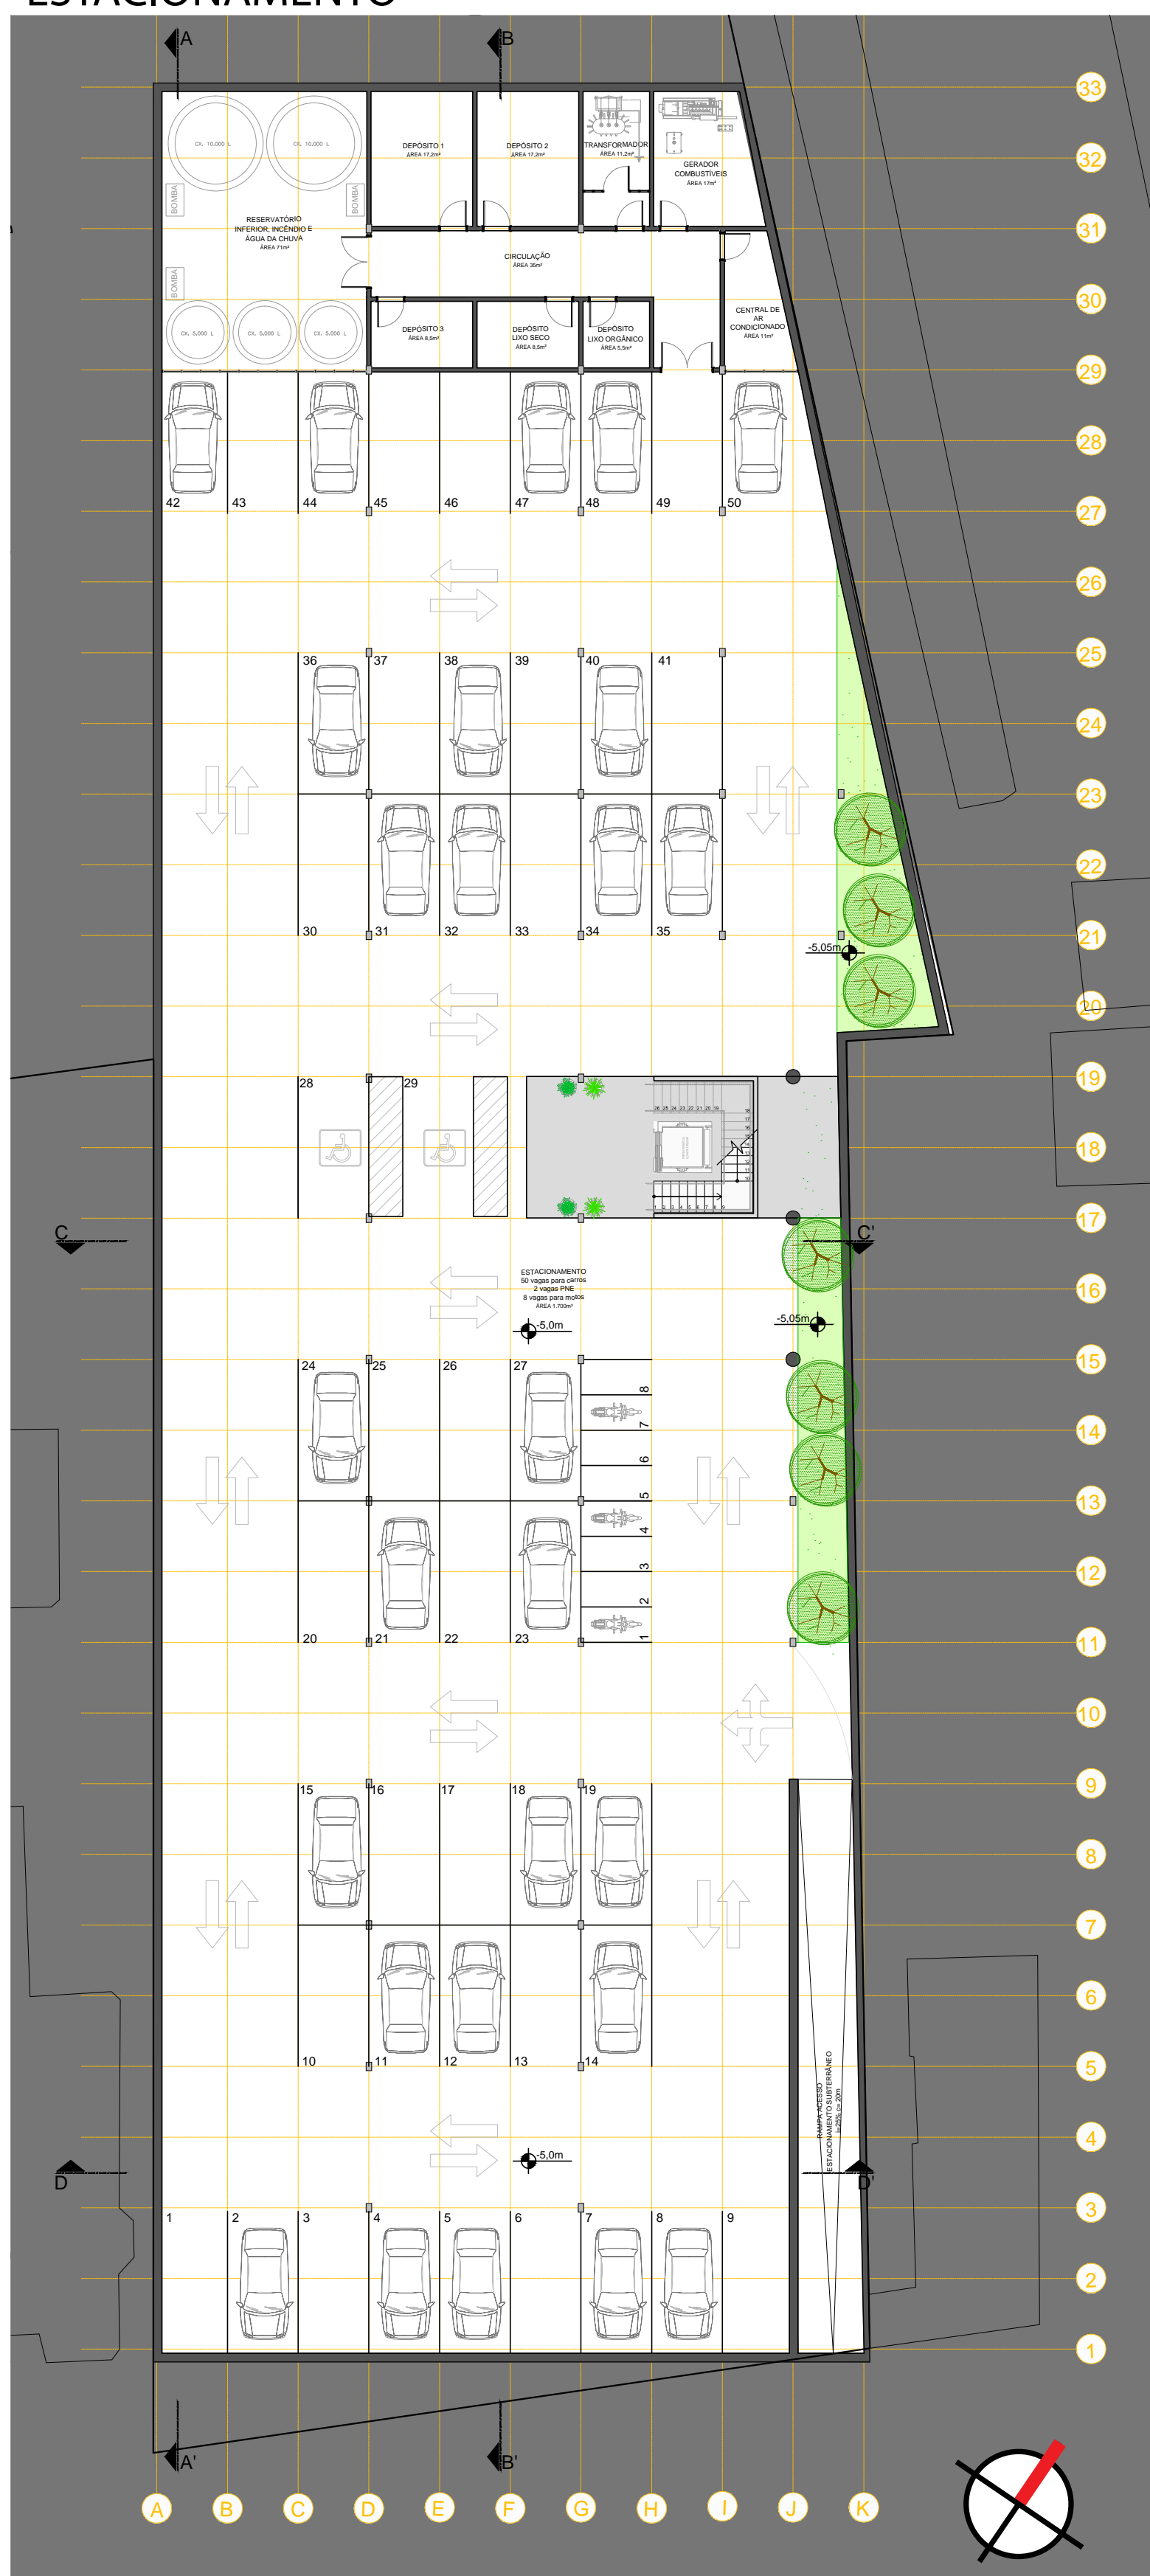 ESTACIONAMENTO
A
B
33
CX. 10.000 L
CX. 10.000 L
DEPÓSITO 1
ÁREA 17,2m²
DEPÓSITO 2
ÁREA 17,2m²
TRANSFORMADOR
ÁREA 11,2m²
GERADOR
COMBUSTÍVEIS
ÁREA 17m²
32
BOMBA
BOMBA
RESERVATÓRIO
INFERIOR, INCÊNDIO E
ÁGUA DA CHUVA
ÁREA 71m²
31
CIRCULAÇÃO
ÁREA 35m²
BOMBA
30
CX. 5.000 L
CX. 5.000 L
CX. 5.000 L
DEPÓSITO 3
ÁREA 8,5m²
DEPÓSITO
LIXO SECO
ÁREA 8,5m²
DEPÓSITO
LIXO ORGÂNICO
ÁREA 5,5m²
CENTRAL DE
AR
CONDICIONADO
ÁREA 11m²
29
28
42
43
44
45
46
47
48
49
50
27
26
25
36
37
38
39
40
41
24
23
22
30
31
32
33
34
35
21
-5,05m
20
19
28
29
18
17
C
C'
ESTACIONAMENTO
50 vagas para carros
2 vagas PNE
8 vagas para motos
ÁREA 1.700m²
16
-5,0m
-5,05m
15
24
25
26
27
8
7
14
6
5
13
4
3
12
2
1
20
21
22
23
11
10
9
15
16
17
18
19
8
7
6
10
11
12
13
14
5
RAMPA ACESSO
ESTACIONAMENTO SUBTERRÂNEO
i=25% c= 20m
4
-5,0m
D
D'
3
1
2
3
4
5
6
7
8
9
2
1
A'
B'
A
B
C
D
E
F
G
H
I
J
K